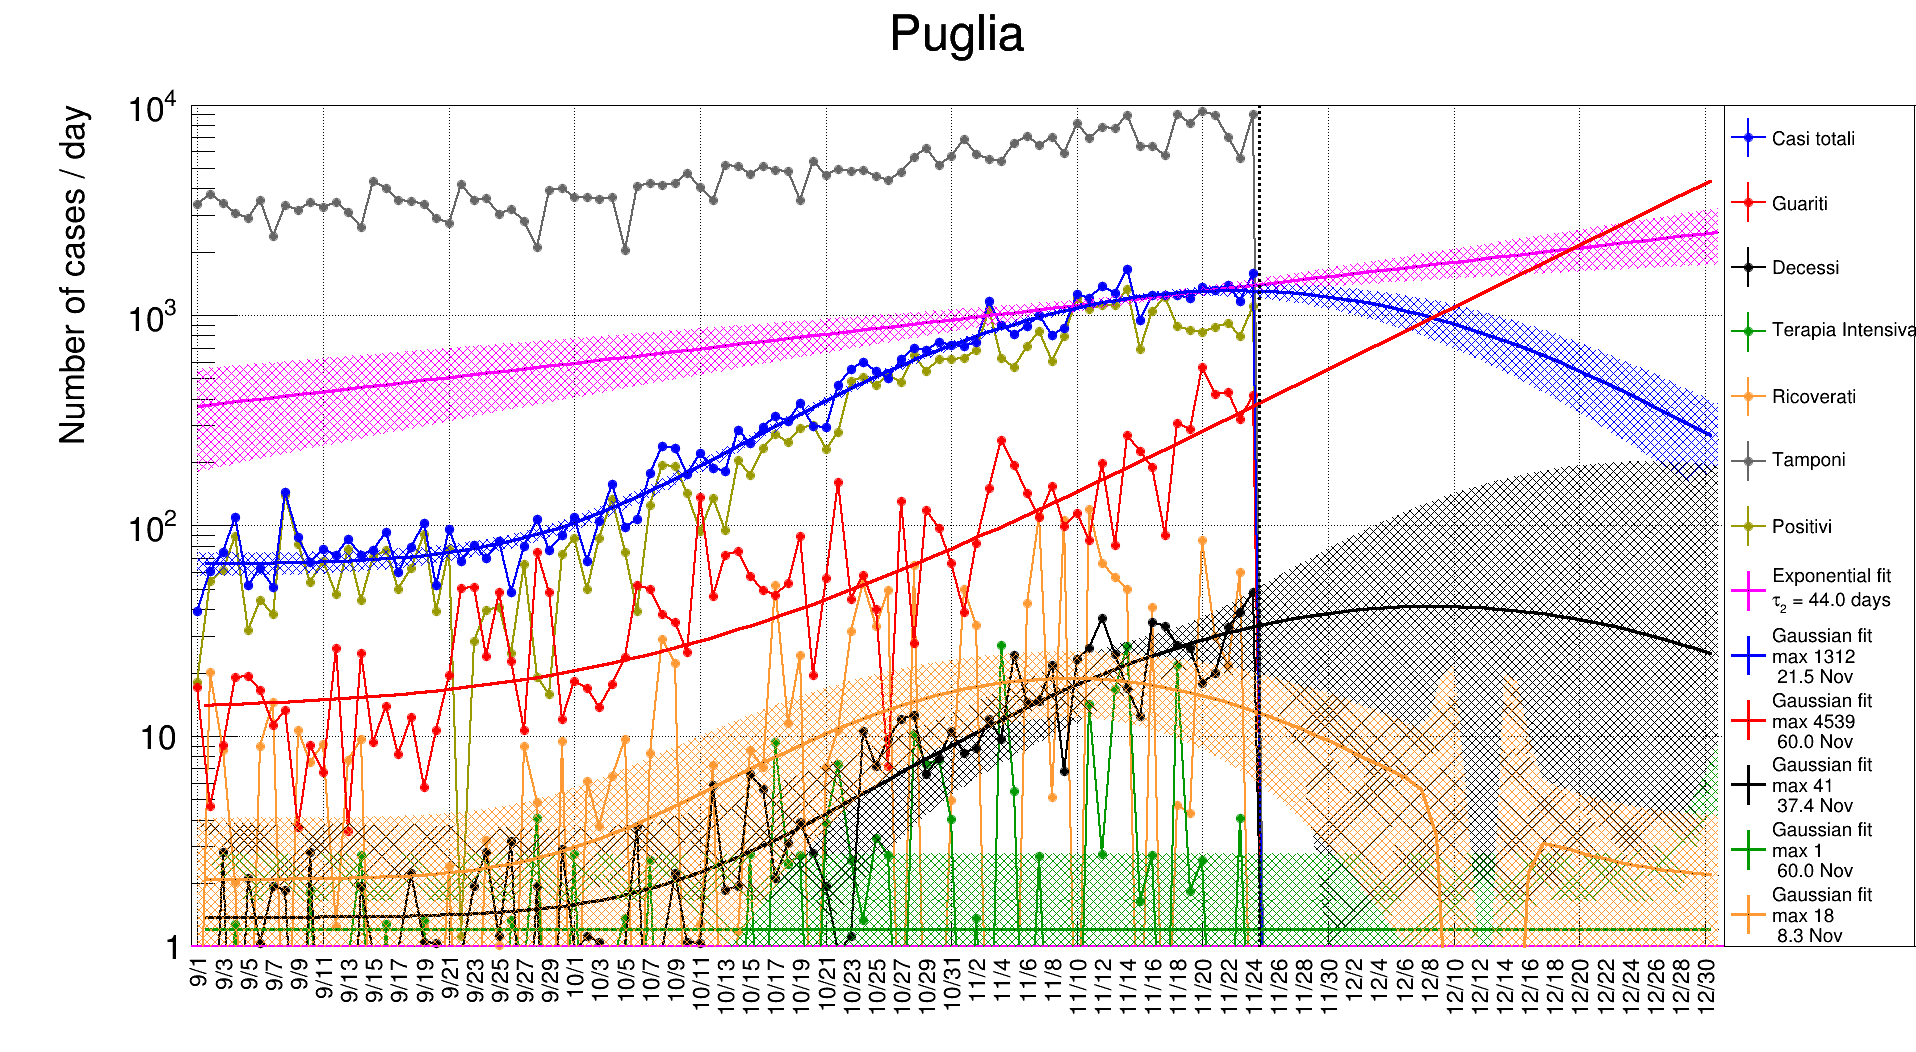 Puglia
Number of cases / day
10^4
10^3
10^2
10
1
9/1
9/3
9/5
9/7
9/9
9/11
9/13
9/15
9/17
9/19
9/21
9/23
9/25
9/27
9/29
10/1
10/3
10/5
10/7
10/9
10/11
10/13
10/15
10/17
10/19
10/21
10/23
10/25
10/27
10/29
10/31
11/2
11/4
11/6
11/8
11/10
11/12
11/14
11/16
11/18
11/20
11/22
11/24
11/26
11/28
11/30
12/2
12/4
12/6
12/8
12/10
12/12
12/14
12/16
12/18
12/20
12/22
12/24
12/26
12/28
12/30
Casi totali
Guariti
Decessi
Terapia Intensiva
Ricoverati
Tamponi
Positivi
Exponential fit
τ₂ = 44.0 days
Gaussian fit
max 1312
21.5 Nov
Gaussian fit
max 4539
60.0 Nov
Gaussian fit
max 41
37.4 Nov
Gaussian fit
max 1
60.0 Nov
Gaussian fit
max 18
8.3 Nov